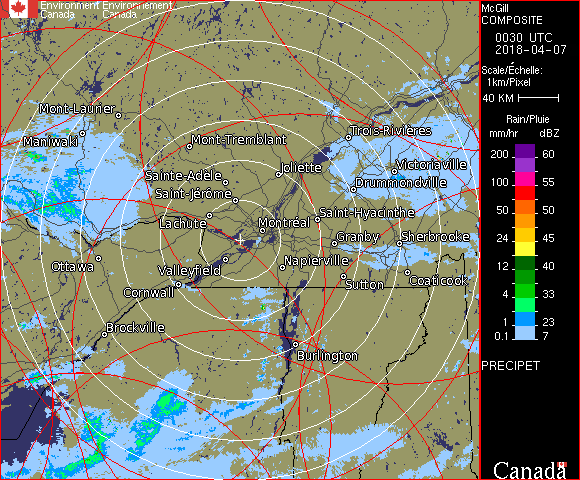 Environment Environnement
Canada Canada
McGill
COMPOSITE
0030 UTC
2018-04-07
Scale/Échelle:
1km/Pixel
40 KM
Rain/Pluie
mm/hr dBZ
200 60
100 55
50 50
24 45
12 40
4 33
1 23
0.1 7
PRECIPET
Canada
Mont-Laurier
Maniwaki
Mont-Tremblant
Trois-Rivières
Joliette
Victoriaville
Sainte-Adèle
Drummondville
Saint-Jérôme
Lachute
Saint-Hyacinthe
Montréal
Granby
Sherbrooke
Ottawa
Valleyfield
Napierville
Cornwall
Sutton
Coaticook
Brockville
Burlington